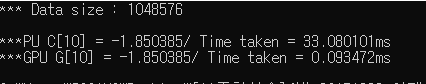 *** Data size : 1048576
***PU C[10] = -1.850385/ Time taken = 33.080101ms
***GPU G[10] = -1.850385/ Time taken = 0.093472ms